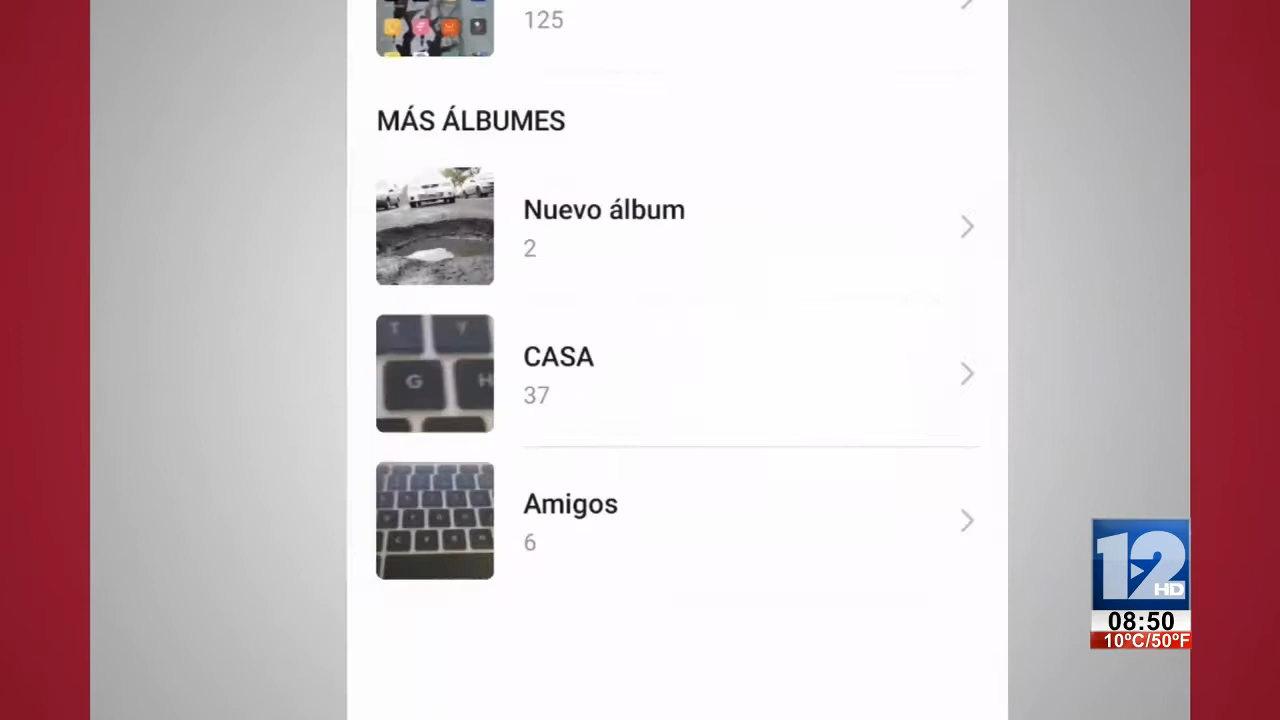 125
MÁS ÁLBUMES
Nuevo álbum
2
CASA
37
Amigos
6
T Y
G H
C V B N
12
HD
08:50
10ºC/50ºF